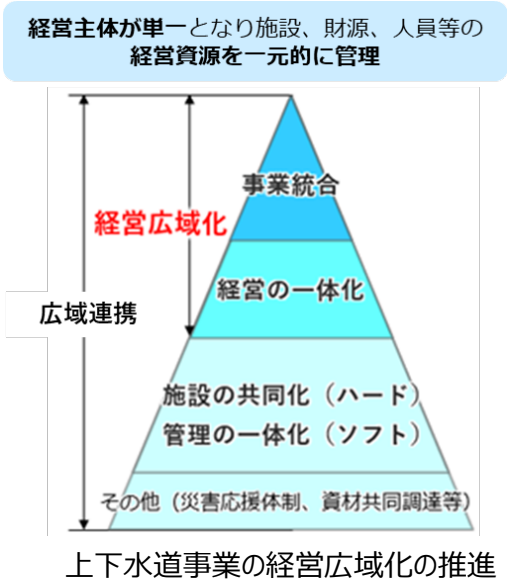 経営主体が単一となり施設、財源、人員等の
経営資源を一元的に管理
事業統合
経営広域化
経営の一体化
広域連携
施設の共同化（ハード）
管理の一体化（ソフト）
その他（災害応援体制、資材共同調達等）
上下水道事業の経営広域化の推進